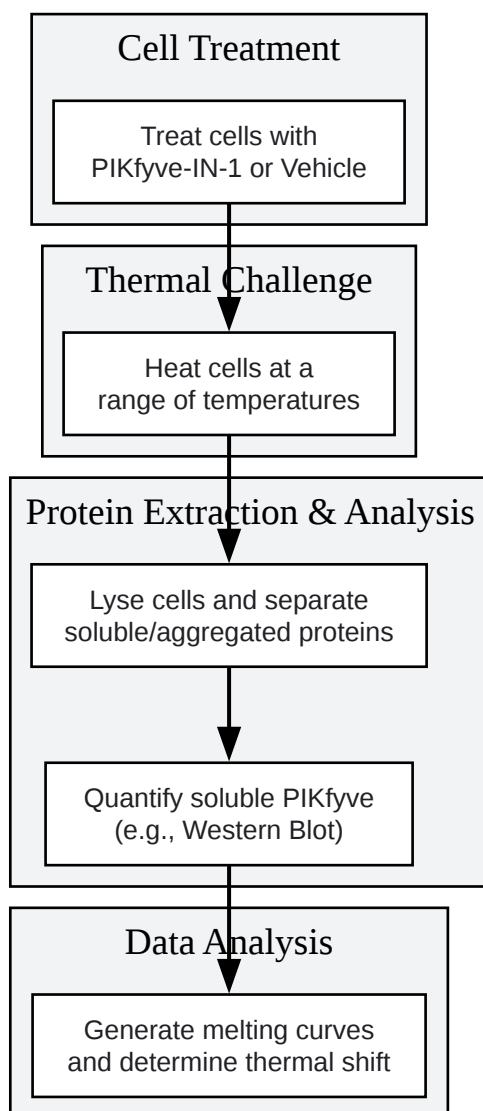 Cell Treatment
Treat cells with
PIKfyve-IN-1 or Vehicle
Thermal Challenge
Heat cells at a
range of temperatures
Protein Extraction & Analysis
Lyse cells and separate
soluble/aggregated proteins
Quantify soluble PIKfyve
(e.g., Western Blot)
Data Analysis
Generate melting curves
and determine thermal shift